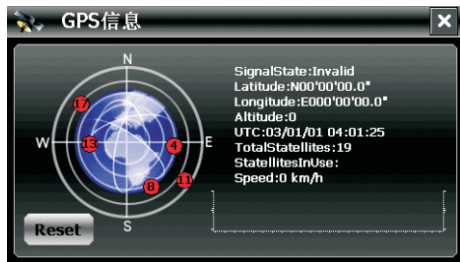 GPS信息
N
17
W
13
4
E
8
11
S
Reset
SignalState:Invalid
Latitude:N00'00'00.0"
Longitude:E000'00'00.0"
Altitude:0
UTC:03/01/01 04:01:25
TotalStatellites:19
StatellitesInUse:
Speed:0 km/h